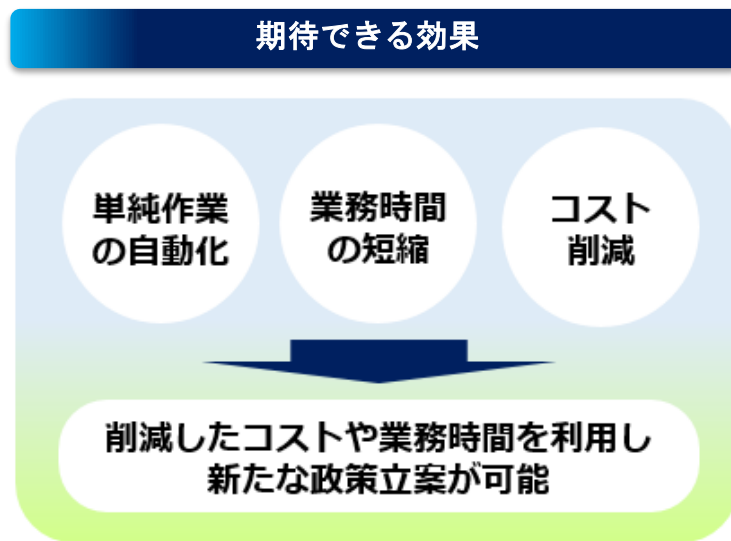 期待できる効果
単純作業
の自動化
業務時間
の短縮
コスト
削減
削減したコストや業務時間を利用し
新たな政策立案が可能